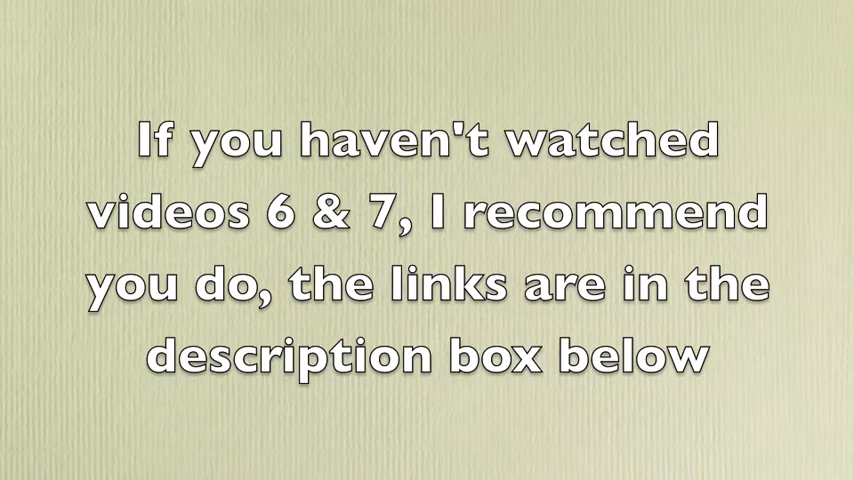 If you haven't watched
videos 6 & 7, I recommend
you do, the links are in the
description box below